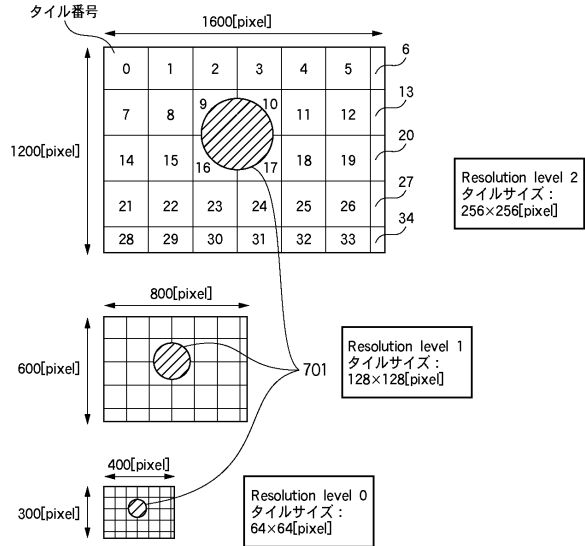 タイル番号
1600[pixel]
0 1 2 3 4 5 6
7 8 9 10 11 12 13
1200[pixel]
14 15 16 17 18 19 20
21 22 23 24 25 26 27
28 29 30 31 32 33 34
Resolution level 2
タイルサイズ：
256×256[pixel]
800[pixel]
600[pixel]
701
Resolution level 1
タイルサイズ：
128×128[pixel]
400[pixel]
300[pixel]
Resolution level 0
タイルサイズ：
64×64[pixel]